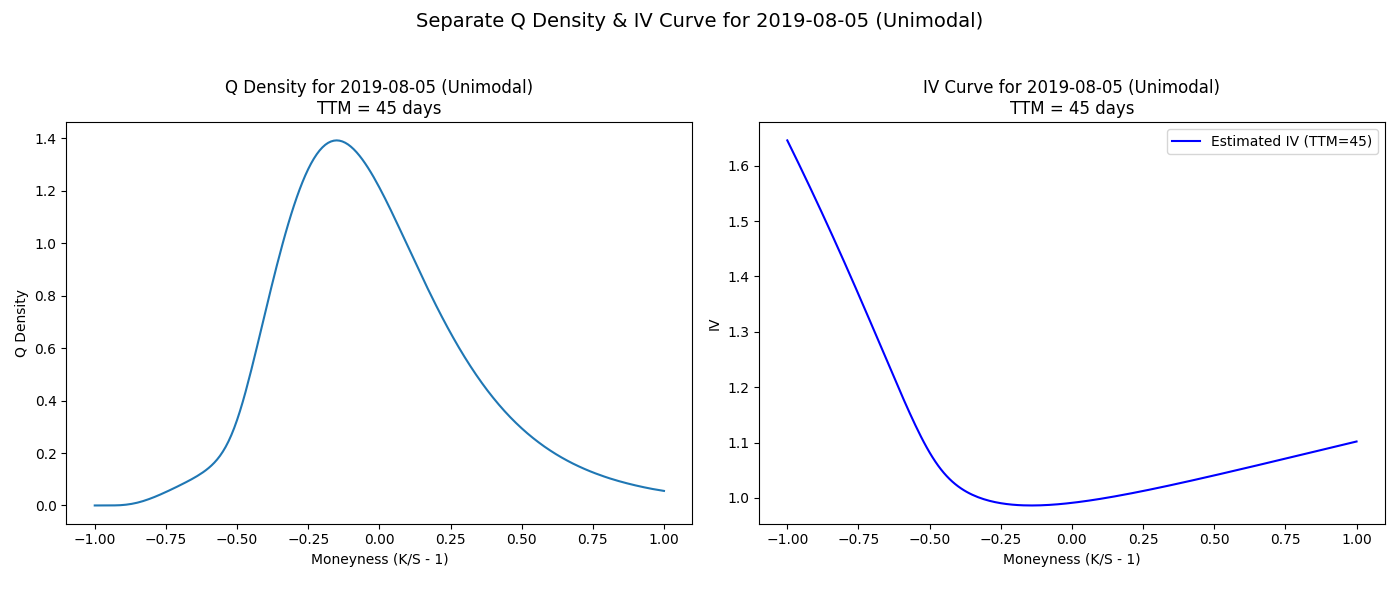 Separate Q Density & IV Curve for 2019-08-05 (Unimodal)
Q Density for 2019-08-05 (Unimodal)
TTM = 45 days
Q Density
1.4
1.2
1.0
0.8
0.6
0.4
0.2
0.0
−1.00 −0.75 −0.50 −0.25 0.00 0.25 0.50 0.75 1.00
Moneyness (K/S - 1)
IV Curve for 2019-08-05 (Unimodal)
TTM = 45 days
Estimated IV (TTM=45)
IV
1.6
1.5
1.4
1.3
1.2
1.1
1.0
−1.00 −0.75 −0.50 −0.25 0.00 0.25 0.50 0.75 1.00
Moneyness (K/S - 1)